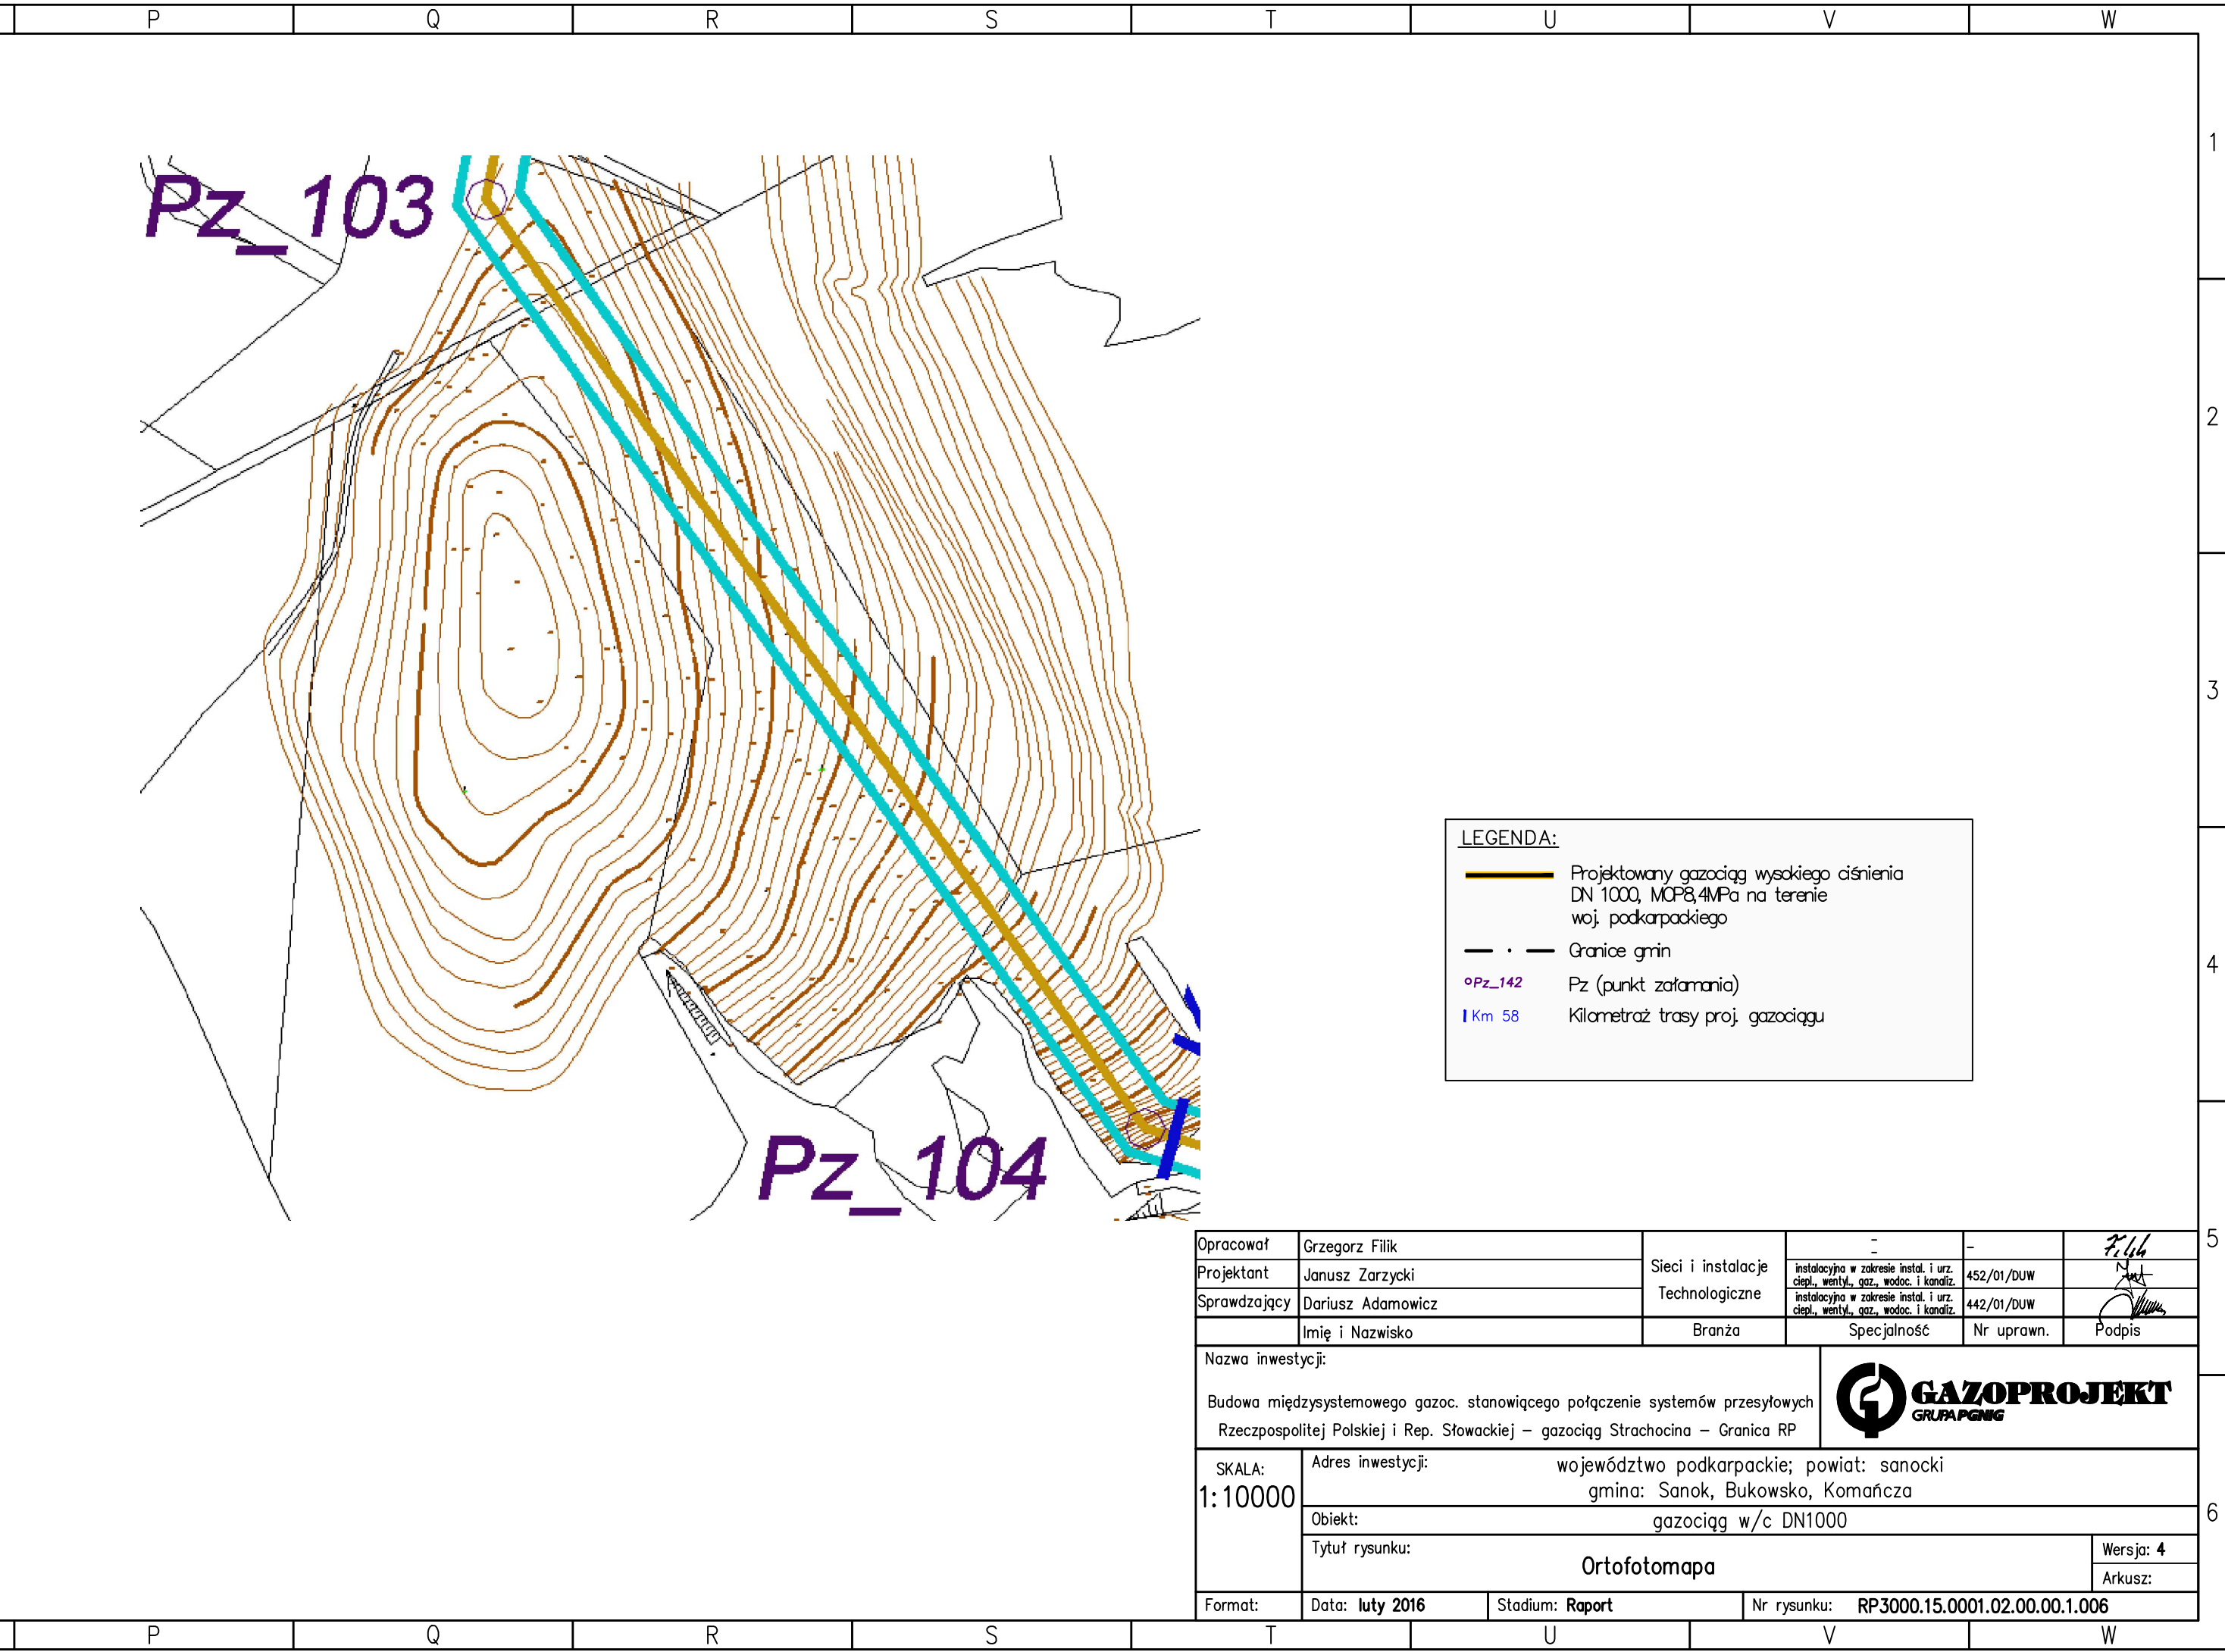 P Q R S T U V W
1
2
3
4
5
6
Pz_103
Pz_104
LEGENDA:
Projektowany gazociąg wysokiego ciśnienia
DN 1000, MOP8,4MPa na terenie
woj. podkarpackiego
Granice gmin
Pz_142 Pz (punkt załamania)
Km 58 Kilometraż trasy proj. gazociągu
Opracował Grzegorz Filik - - -
Projektant Janusz Zarzycki instalacyjna w zakresie instal. i urz. ciepl., wentyl., gaz., wodoc. i kanaliz. 452/01/DUW
Sprawdzający Dariusz Adamowicz instalacyjna w zakresie instal. i urz. ciepl., wentyl., gaz., wodoc. i kanaliz. 442/01/DUW
Sieci i instalacje
Technologiczne
Imię i Nazwisko Branża Specjalność Nr uprawn. Podpis
Nazwa inwestycji:
Budowa międzysystemowego gazoc. stanowiącego połączenie systemów przesyłowych
Rzeczpospolitej Polskiej i Rep. Słowackiej – gazociąg Strachocina – Granica RP
GAZOPROJEKT
GRUPA PGNIG
SKALA:
1:10000
Adres inwestycji: województwo podkarpackie; powiat: sanocki
gmina: Sanok, Bukowsko, Komańcza
Obiekt: gazociąg w/c DN1000
Tytuł rysunku: Ortofotomapa
Wersja: 4
Arkusz:
Format: Data: luty 2016 Stadium: Raport Nr rysunku: RP3000.15.0001.02.00.00.1.006
P Q R S T U V W